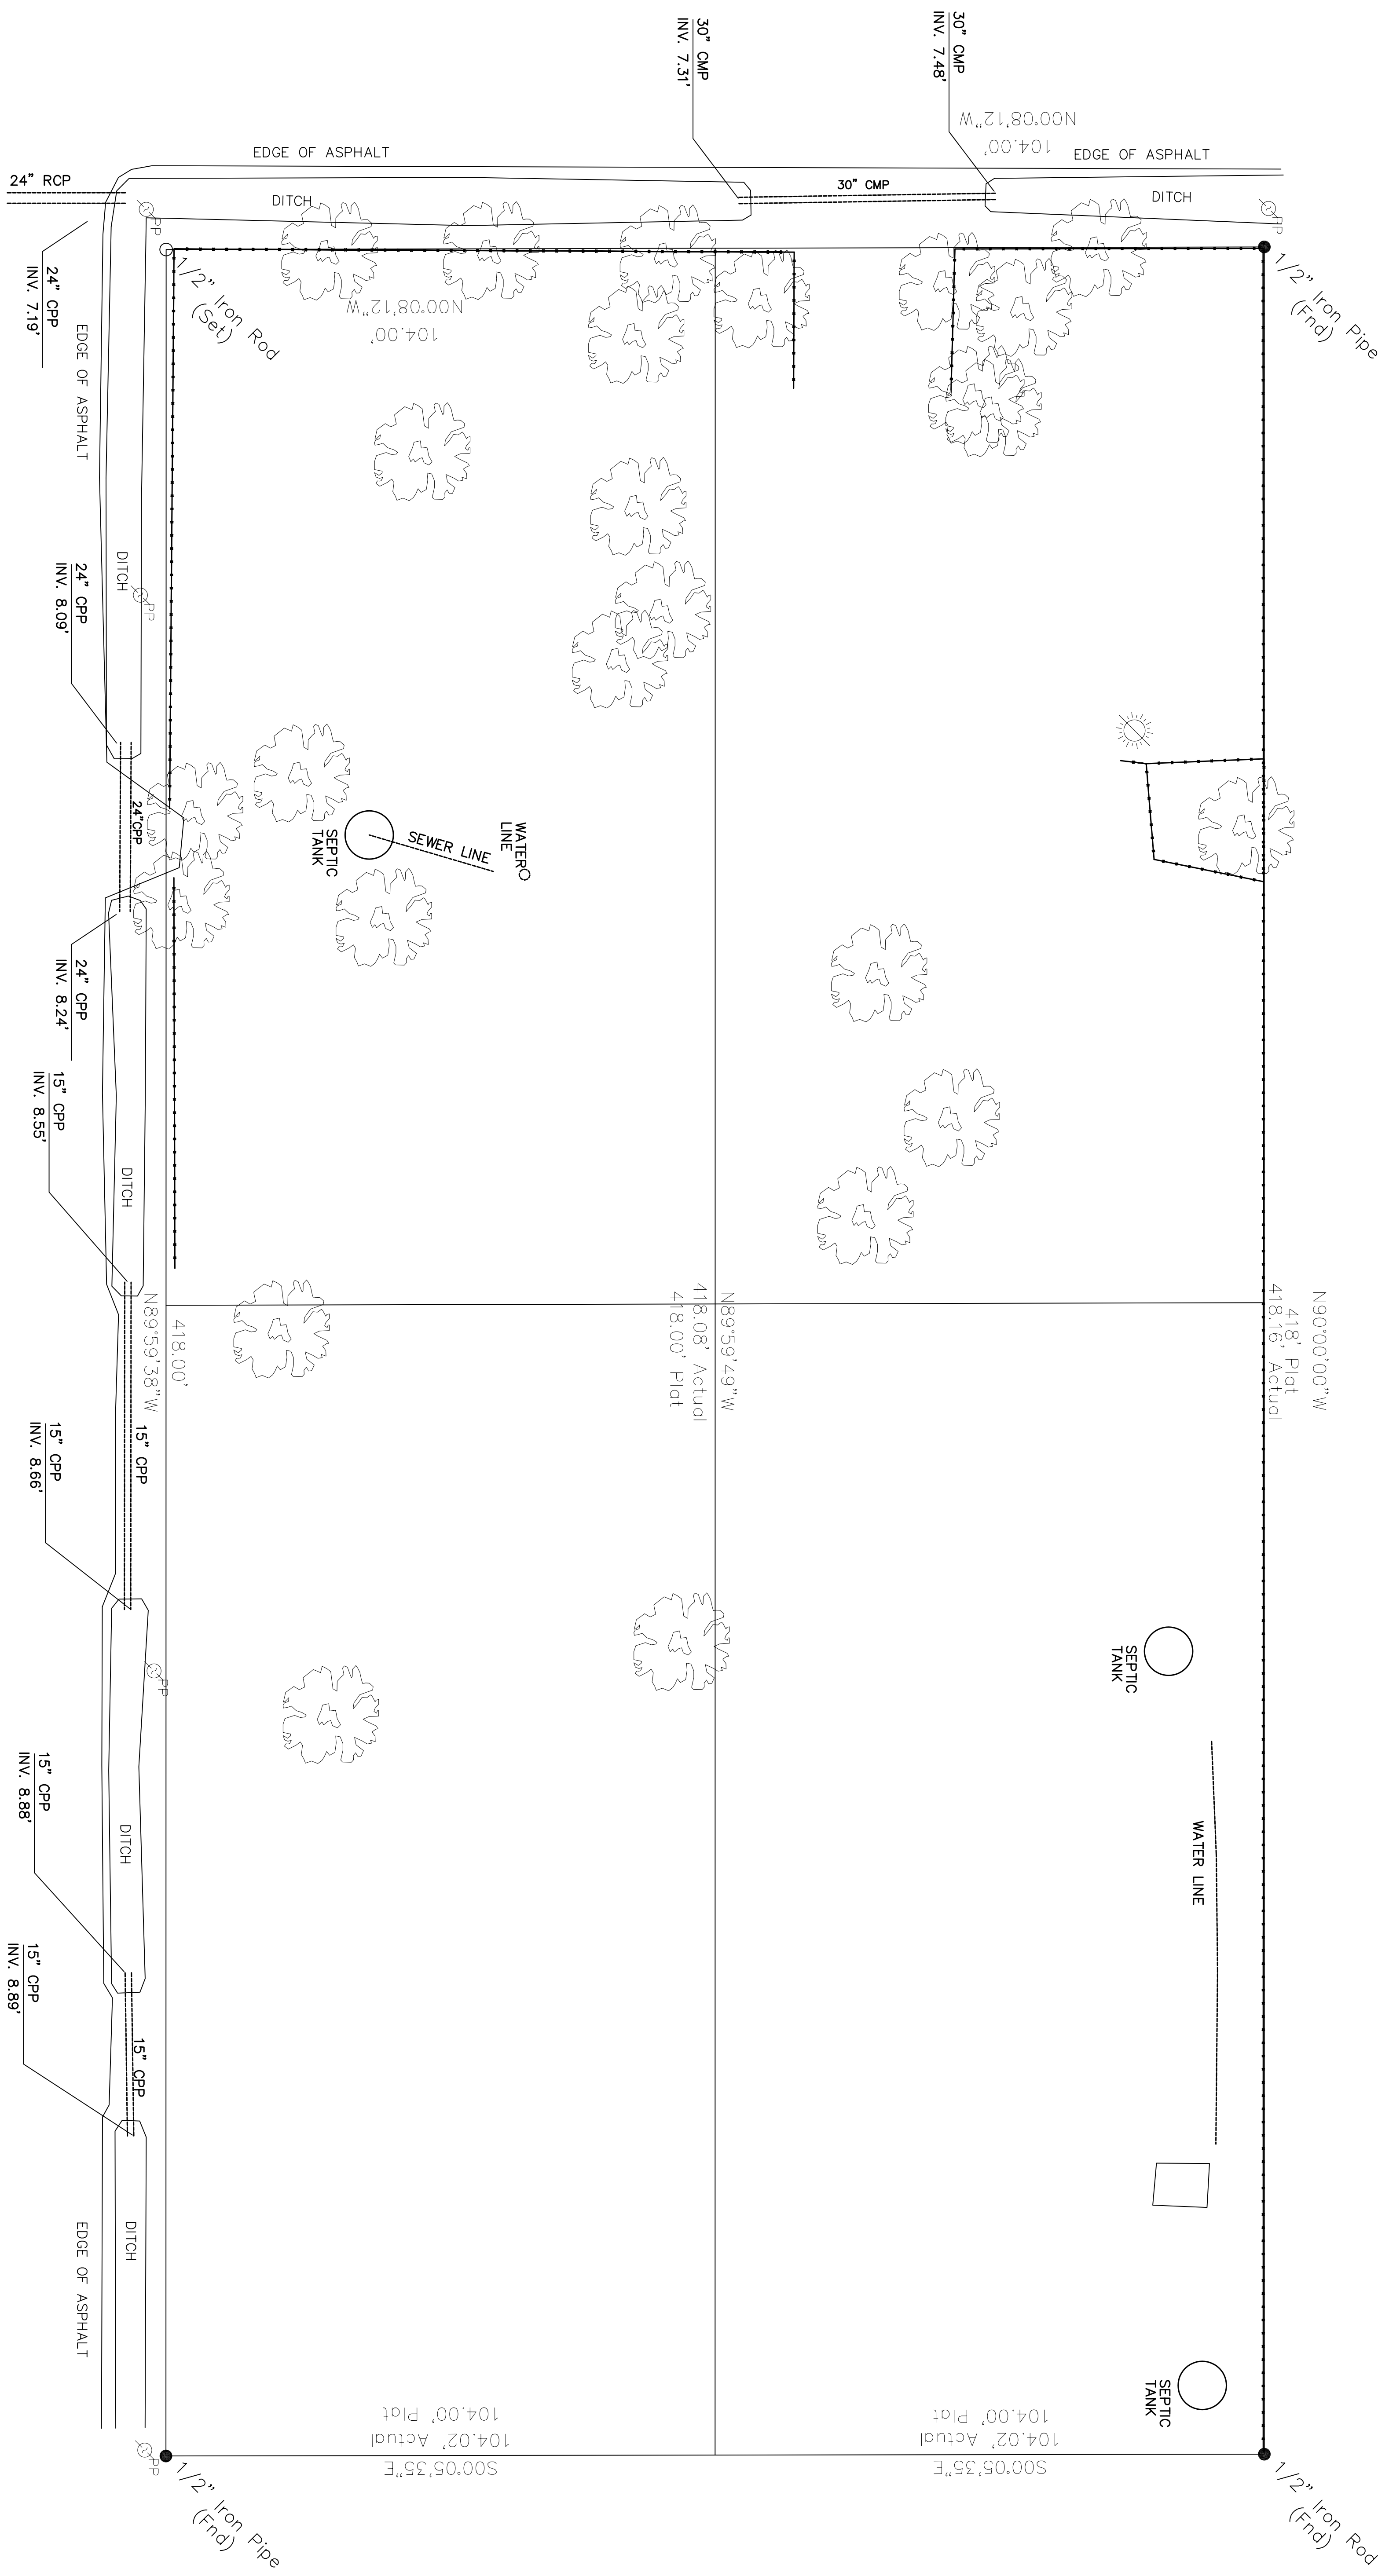 30" CMP
INV. 7.31'
30" CMP
INV. 7.48'
N00°08'12"W
104.00'
EDGE OF ASPHALT
EDGE OF ASPHALT
24" RCP
30" CMP
DITCH
DITCH
PP
PP
1/2" Iron Rod
(Set)
1/2" Iron Pipe
(Fnd)
24" CPP
INV. 7.19'
N00°08'12"W
104.00'
EDGE OF ASPHALT
DITCH
PP
24" CPP
INV. 8.09'
24"CPP
SEPTIC
TANK
SEWER LINE
WATER
LINE
24" CPP
INV. 8.24'
15" CPP
INV. 8.55'
DITCH
N89°59'38"W
418.00'
N89°59'49"W
418.08' Actual
418.00' Plat
N90°00'00"W
418' Plat
418.16' Actual
15" CPP
15" CPP
INV. 8.66'
PP
SEPTIC
TANK
15" CPP
INV. 8.88'
DITCH
WATER LINE
15" CPP
INV. 8.89'
15" CPP
DITCH
EDGE OF ASPHALT
SEPTIC
TANK
104.00' Plat
104.02' Actual
S00°05'35"E
104.00' Plat
104.02' Actual
S00°05'35"E
PP
1/2" Iron Pipe
(Fnd)
1/2" Iron Rod
(Fnd)